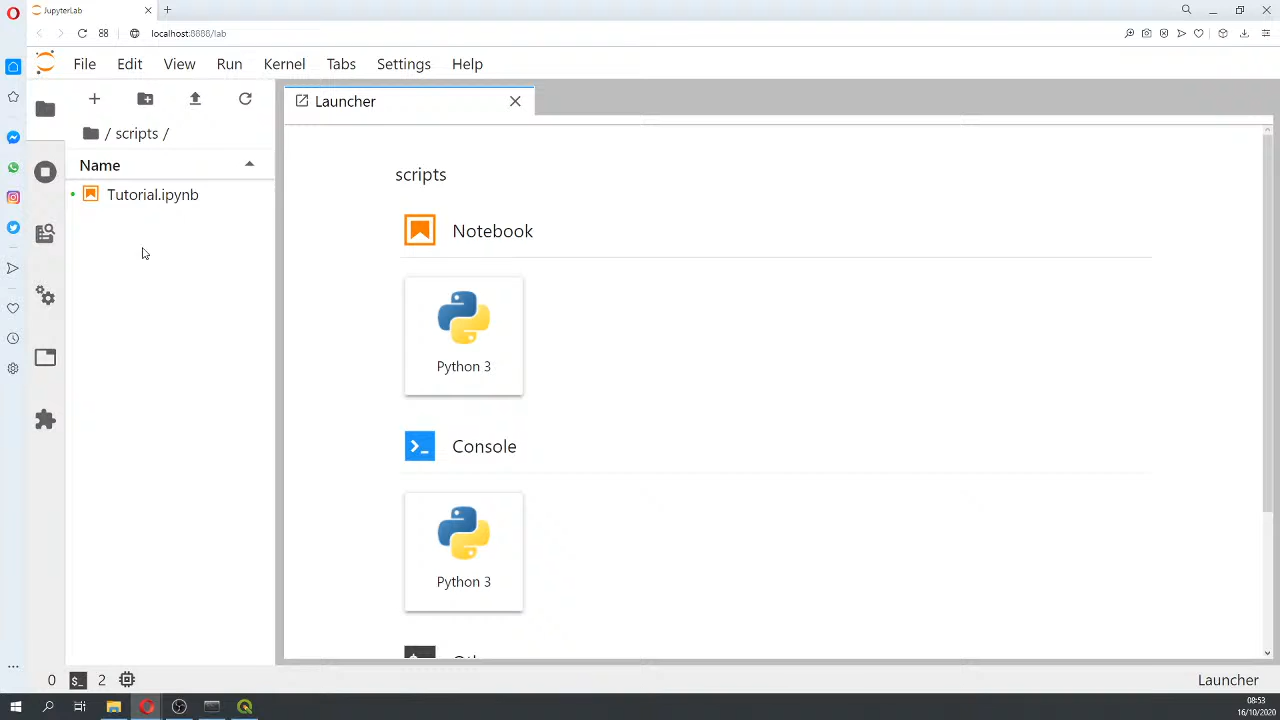 JupyterLab
localhost:8888/lab
File Edit View Run Kernel Tabs Settings Help
/ scripts /
Name
Tutorial.ipynb
Launcher
scripts
Notebook
Python 3
Console
Python 3
0 $_ 2
Launcher
08:53
16/10/2020